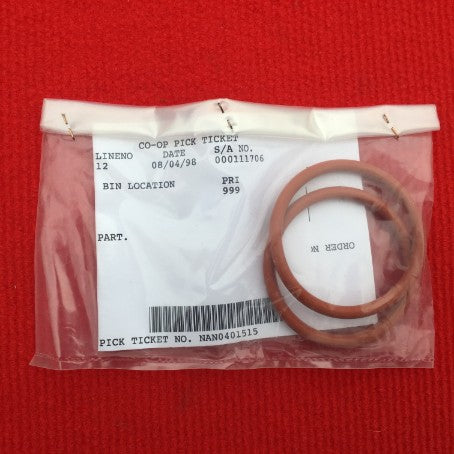 CO-OP PICK TICKET
LINENO DATE S/A NO.
12 08/04/98 000111706
BIN LOCATION PRI
999
PART.
ORDER
PICK TICKET NO. NAN0401515